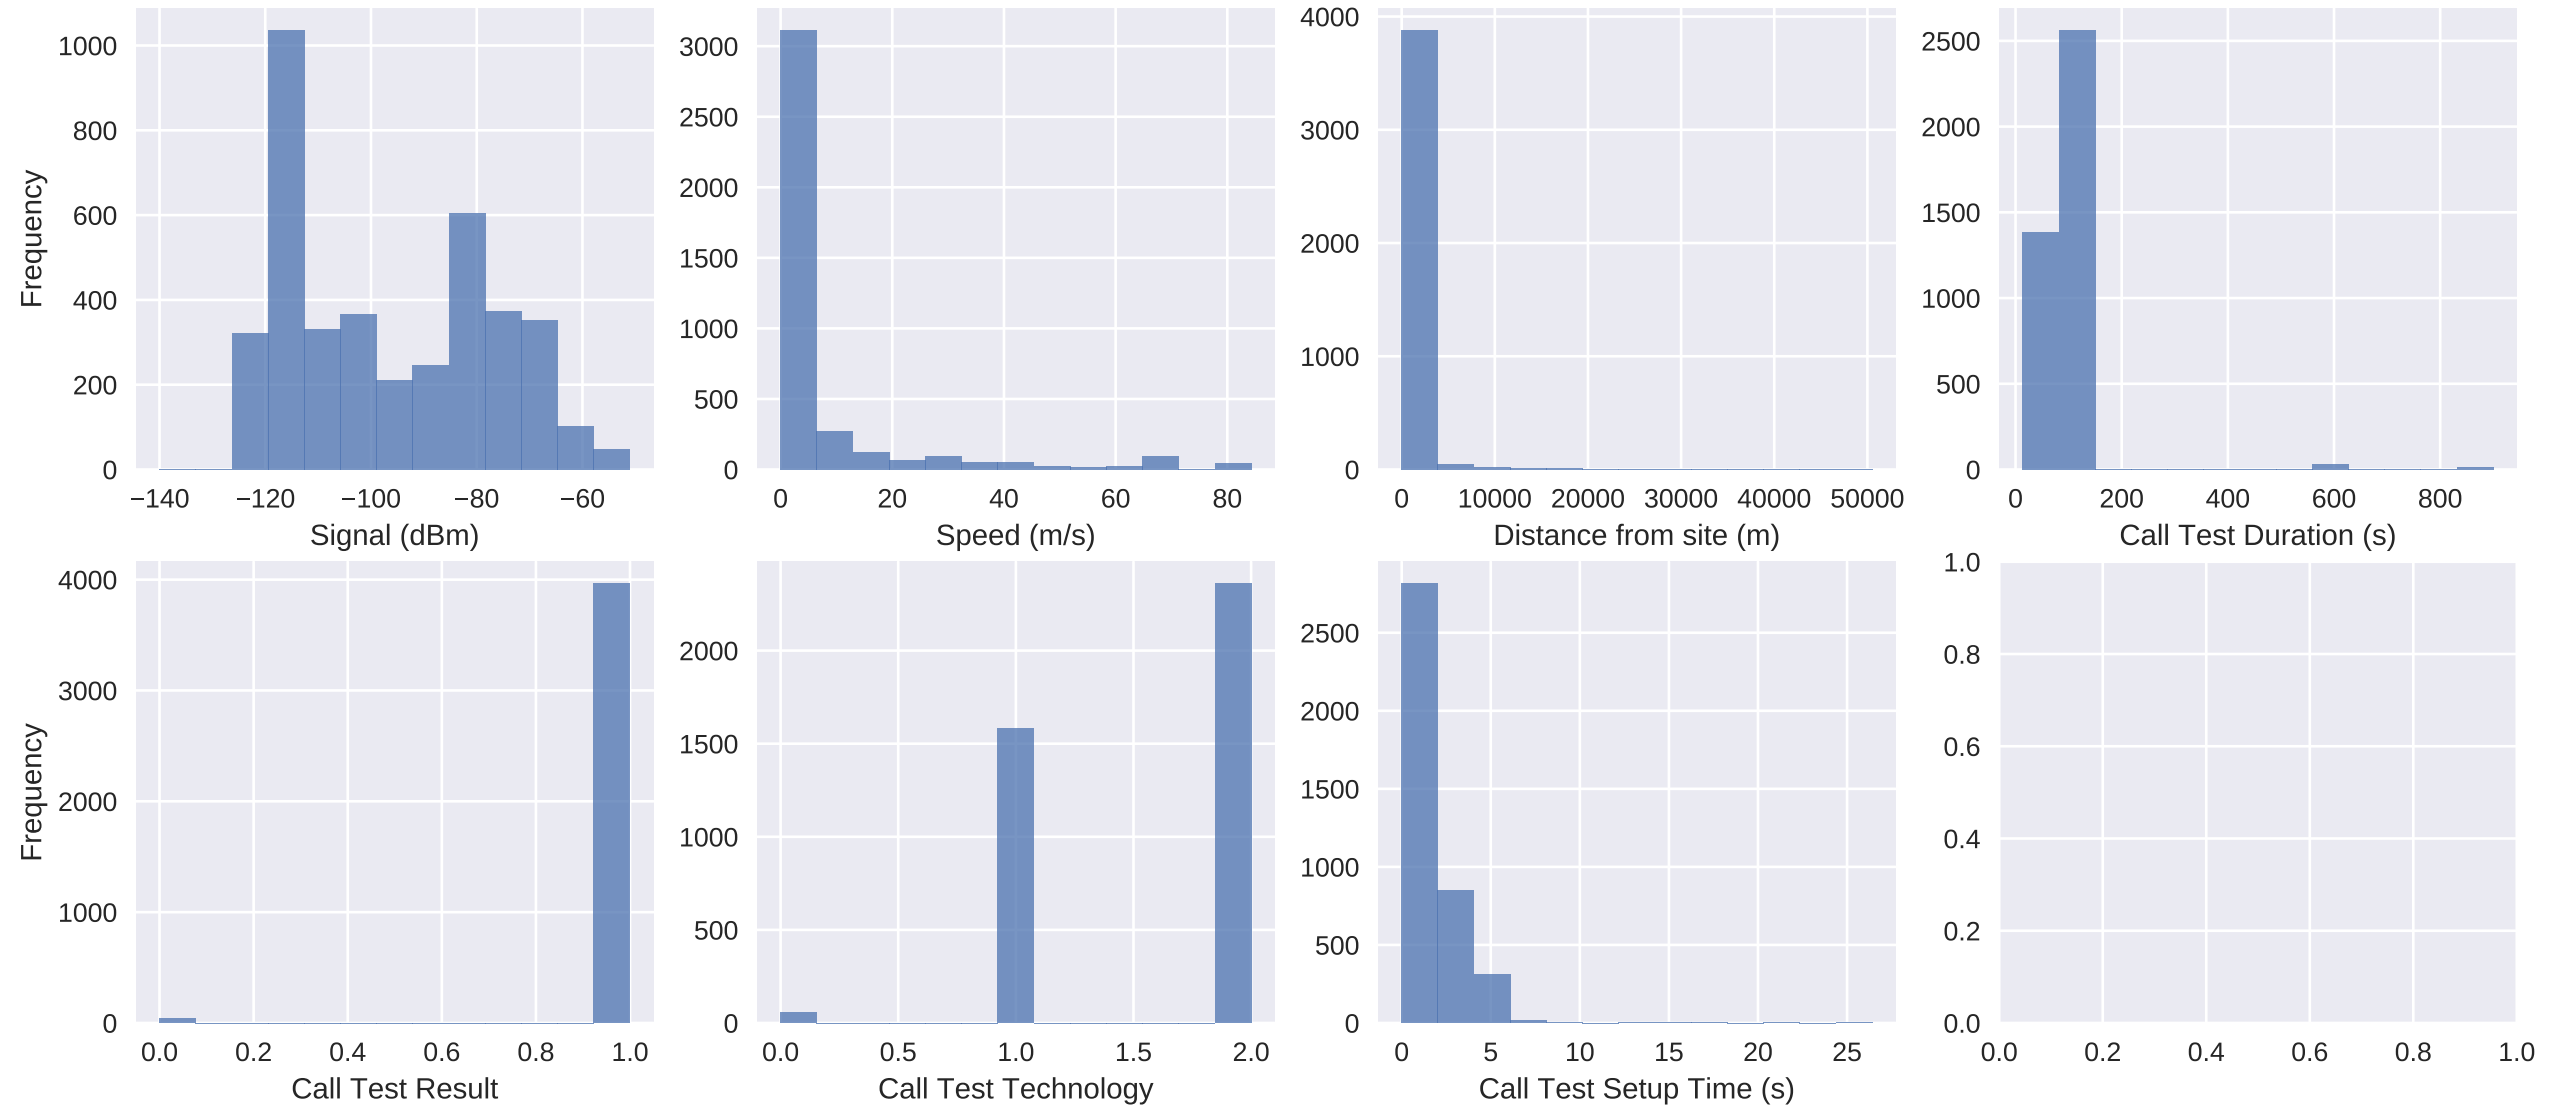 Frequency
1000
800
600
400
200
0
−140 −120 −100 −80 −60
Signal (dBm)
3000
2500
2000
1500
1000
500
0
0 20 40 60 80
Speed (m/s)
4000
3000
2000
1000
0
0 10000 20000 30000 40000 50000
Distance from site (m)
2500
2000
1500
1000
500
0
0 200 400 600 800
Call Test Duration (s)
Frequency
4000
3000
2000
1000
0
0.0 0.2 0.4 0.6 0.8 1.0
Call Test Result
2000
1500
1000
500
0
0.0 0.5 1.0 1.5 2.0
Call Test Technology
2500
2000
1500
1000
500
0
0 5 10 15 20 25
Call Test Setup Time (s)
1.0
0.8
0.6
0.4
0.2
0.0
0.0 0.2 0.4 0.6 0.8 1.0